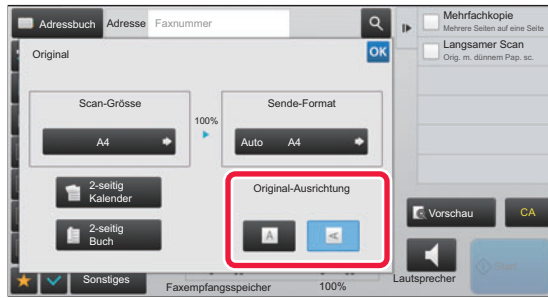 Adressbuch Adresse Faxnummer
Mehrfachkopie
Mehrere Seiten auf eine Seite
Langsamer Scan
Orig. m. dünnem Pap. sc.
Original
OK
Scan-Grösse
100%
Sende-Format
A4
Auto A4
2-seitig
Kalender
Original-Ausrichtung
2-seitig
Buch
A A
Vorschau
CA
Start
Sonstiges
Lautsprecher
Faxempfangsspeicher 100%